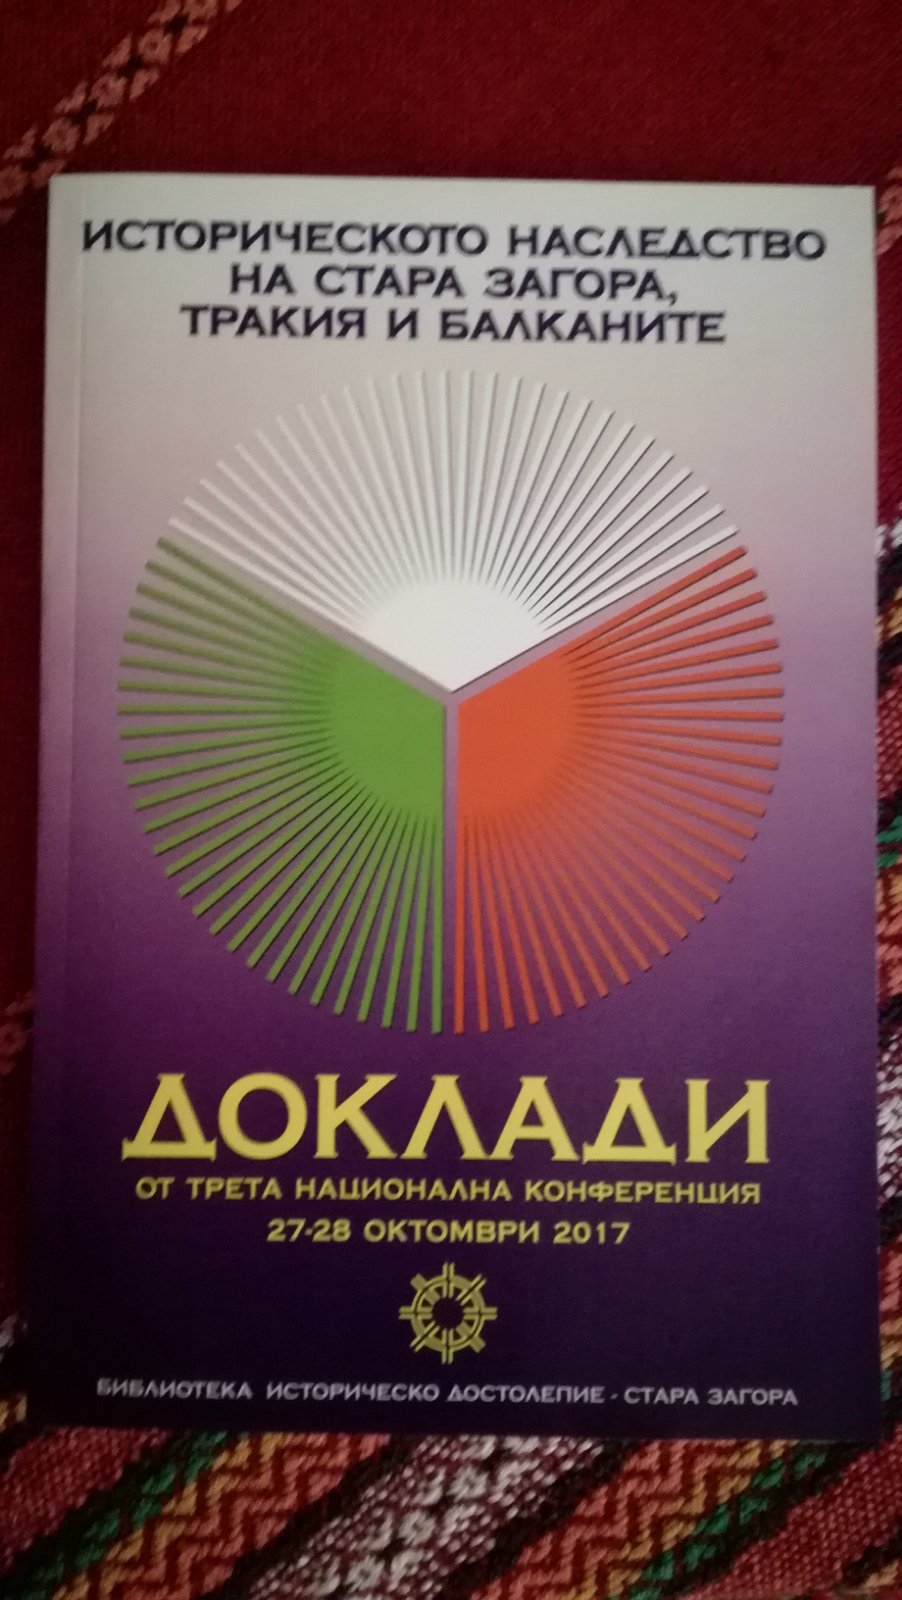 ИСТОРИЧЕСКОТО НАСЛЕДСТВО
НА СТАРА ЗАГОРА,
ТРАКИЯ И БАЛКАНИТЕ
ДОКЛАДИ
ОТ ТРЕТА НАЦИОНАЛНА КОНФЕРЕНЦИЯ
27-28 ОКТОМВРИ 2017
БИБЛИОТЕКА ИСТОРИЧЕСКО ДОСТОЛЕПИЕ - СТАРА ЗАГОРА